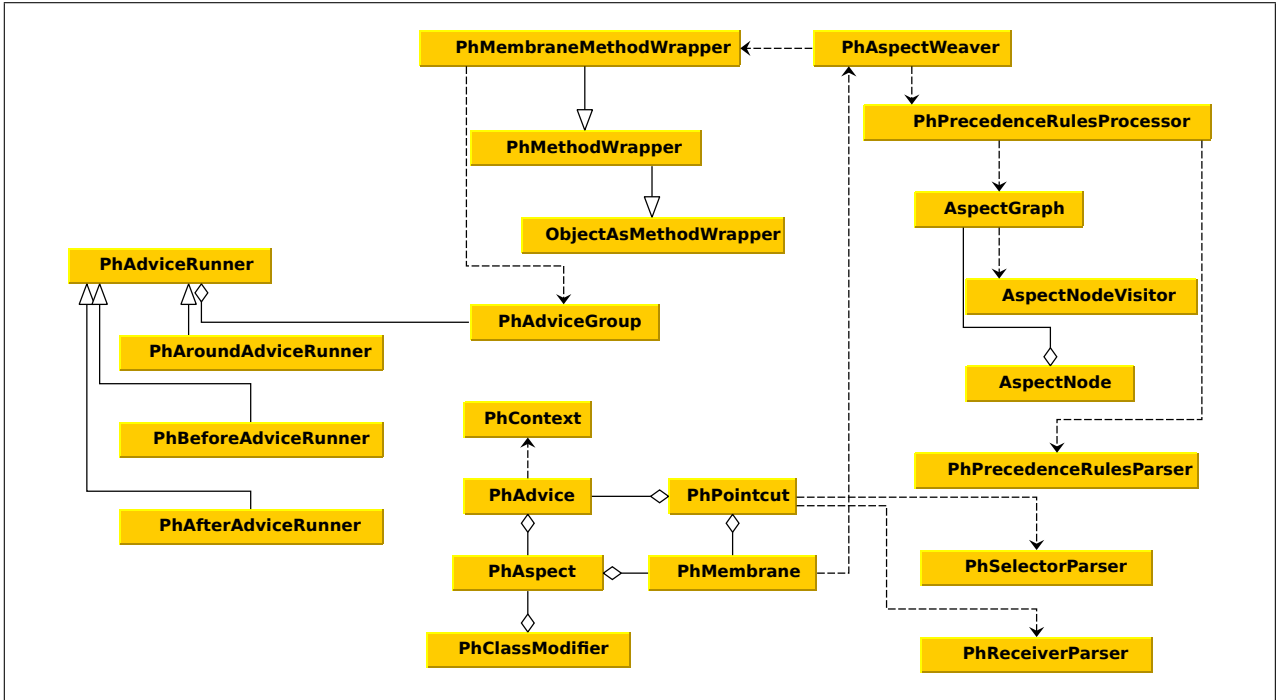 PhMembraneMethodWrapper
PhAspectWeaver
PhPrecedenceRulesProcessor
PhMethodWrapper
AspectGraph
ObjectAsMethodWrapper
PhAdviceRunner
AspectNodeVisitor
PhAdviceGroup
PhAroundAdviceRunner
AspectNode
PhContext
PhBeforeAdviceRunner
PhPrecedenceRulesParser
PhAdvice
PhPointcut
PhAfterAdviceRunner
PhSelectorParser
PhAspect
PhMembrane
PhClassModifier
PhReceiverParser